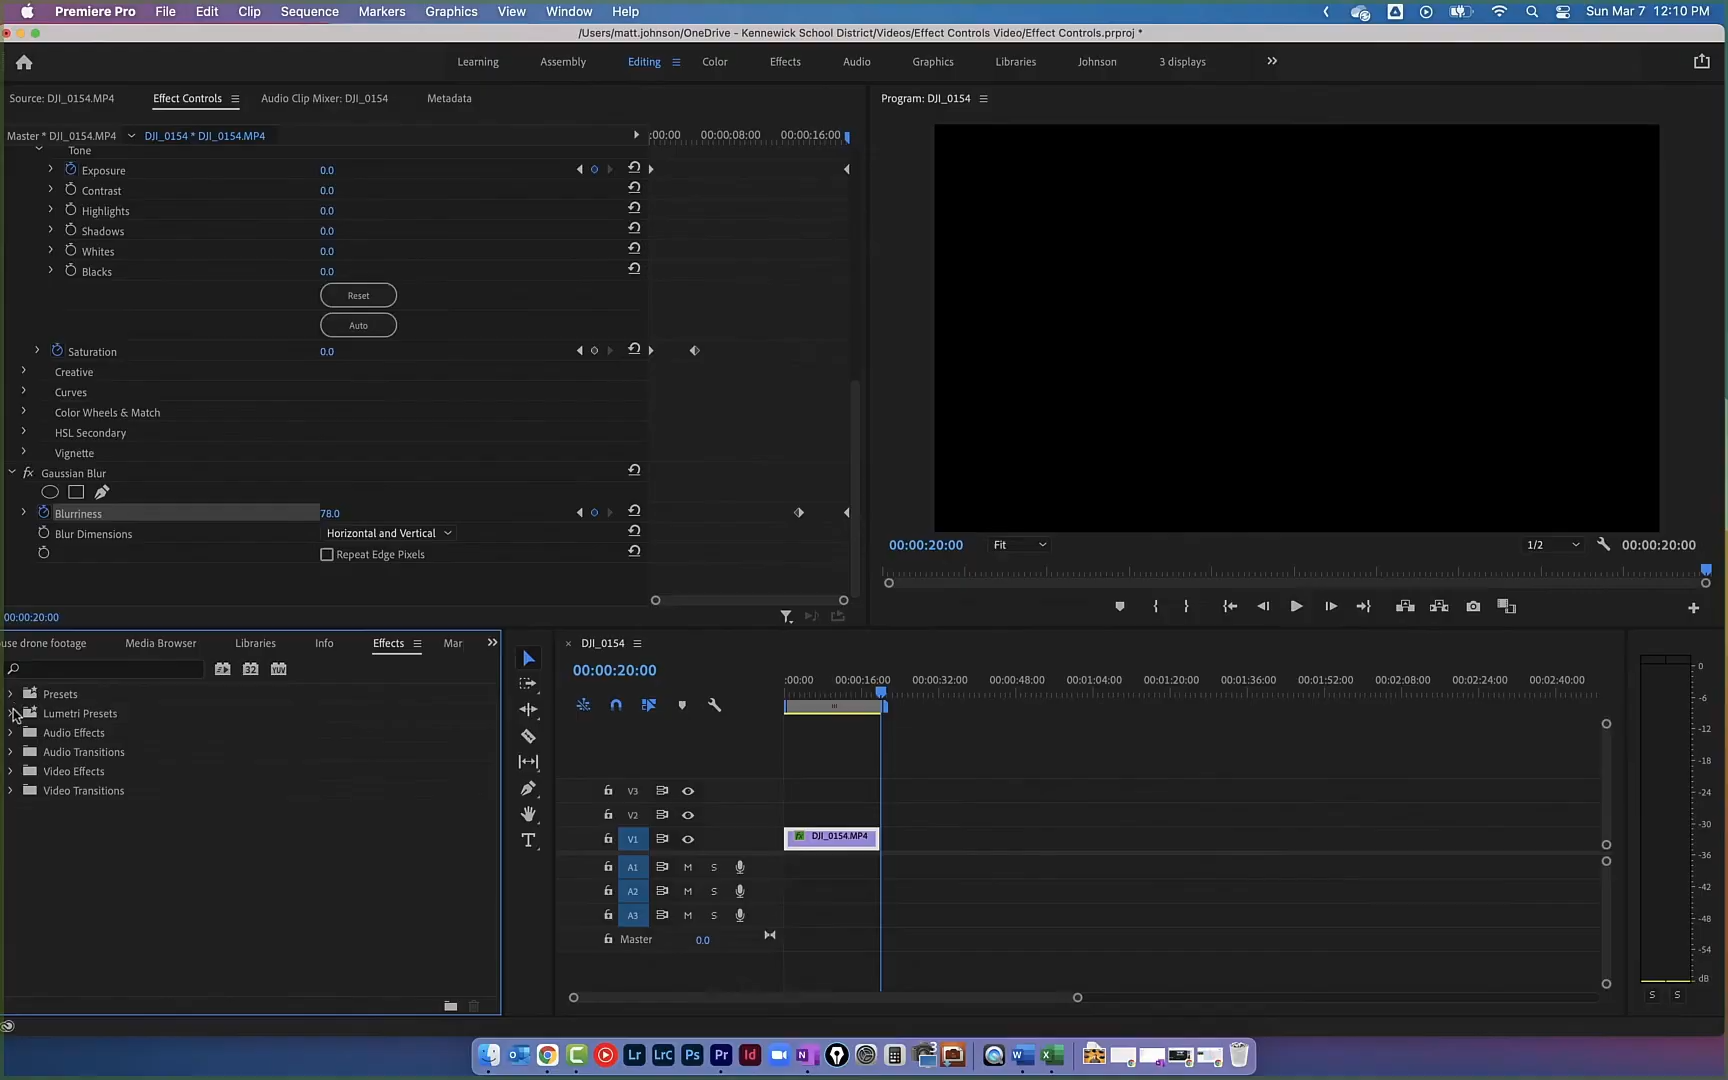 Premiere Pro File Edit Clip Sequence Markers Graphics View Window Help Sun Mar 7 12:10 PM
/Users/matt.johnson/OneDrive - Kennewick School District/Videos/Effect Controls Video/Effect Controls.prproj *
Learning Assembly Editing Color Effects Audio Graphics Libraries Johnson 3 displays
Source: DJI_0154.MP4 Effect Controls Audio Clip Mixer: DJI_0154 Metadata
Program: DJI_0154
Master * DJI_0154.MP4 DJI_0154 * DJI_0154.MP4
:00:00 00:00:08:00 00:00:16:00
Tone
Exposure 0.0
Contrast 0.0
Highlights 0.0
Shadows 0.0
Whites 0.0
Blacks 0.0
Reset
Auto
Saturation 0.0
Creative
Curves
Color Wheels & Match
HSL Secondary
Vignette
fx Gaussian Blur
Blurriness 78.0
Blur Dimensions Horizontal and Vertical
Repeat Edge Pixels
00:00:20:00
00:00:20:00 Fit 1/2 00:00:20:00
use drone footage Media Browser Libraries Info Effects Mar
32 YUV
Presets
Lumetri Presets
Audio Effects
Audio Transitions
Video Effects
Video Transitions
T
DJI_0154
00:00:20:00
:00:00 00:00:16:00 00:00:32:00 00:00:48:00 00:01:04:00 00:01:20:00 00:01:36:00 00:01:52:00 00:02:08:00 00:02:24:00 00:02:40:00
V3
V2
V1 fx DJI_0154.MP4
A1 M S
A2 M S
A3 M S
Master 0.0
0
-6
-12
-18
-24
-30
-36
-42
-48
-54
dB
S S
Lr LrC Ps Pr Id N W X